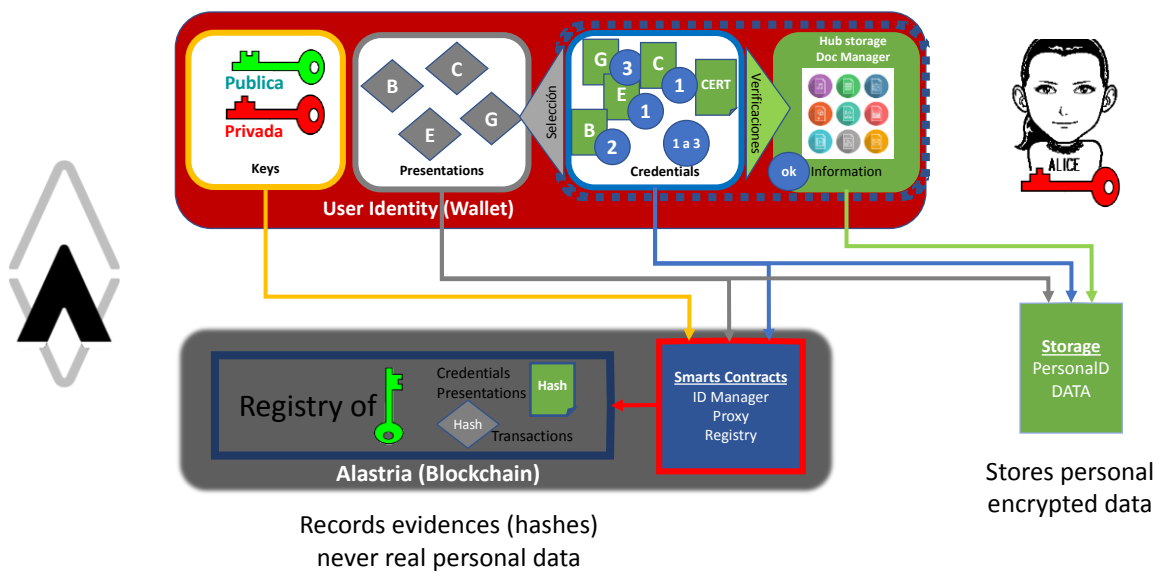 Publica
Privada
Keys
B
C
E
G
Presentations
Selección
G
3
C
1
E
1
CERT
B
2
1 a 3
Credentials
Verificaciones
Hub storage
Doc Manager
ok
Information
User Identity (Wallet)
ALICE
Registry of
Credentials
Presentations
Hash
Hash
Transactions
Smarts Contracts
ID Manager
Proxy
Registry
Alastria (Blockchain)
Storage
PersonalD
DATA
Stores personal
encrypted data
Records evidences (hashes)
never real personal data